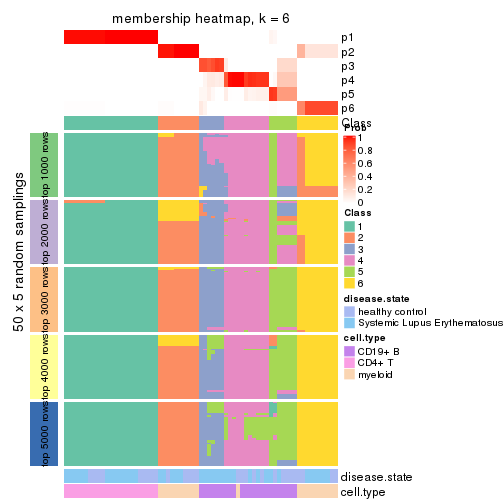 membership heatmap, k = 6
p1
p2
p3
p4
p5
p6
Class
Prob
1
0.8
0.6
0.4
0.2
0
Class
1
2
3
4
5
6
disease.state
healthy control
Systemic Lupus Erythematosus
cell.type
CD19+ B
CD4+ T
myeloid
50 x 5 random samplings
top 1000 rows
top 2000 rows
top 3000 rows
top 4000 rows
top 5000 rows
disease.state
cell.type